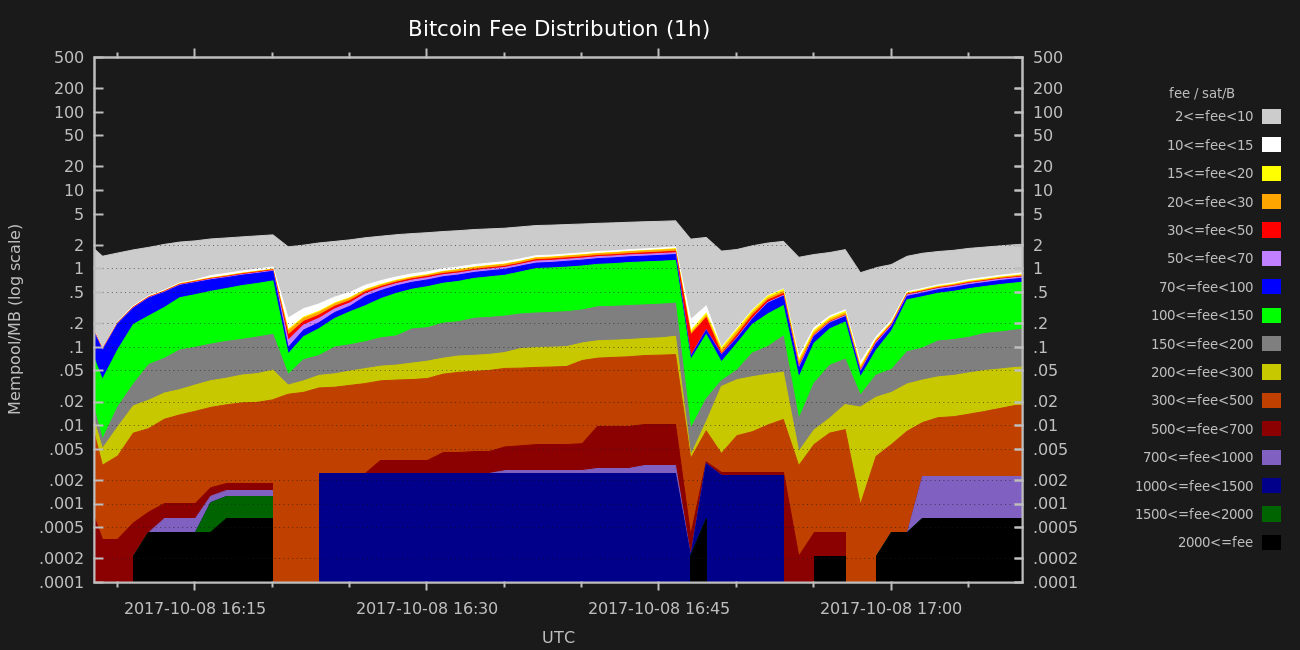 Bitcoin Fee Distribution (1h)
500 500
200 200
100 100
50 50
20 20
10 10
5 5
2 2
1 1
.5 .5
.2 .2
.1 .1
.05 .05
.02 .02
.01 .01
.005 .005
.002 .002
.001 .001
.0005 .0005
.0002 .0002
.0001 .0001
Mempool/MB (log scale)
2017-10-08 16:15 2017-10-08 16:30 2017-10-08 16:45 2017-10-08 17:00
UTC
fee / sat/B
2<=fee<10
10<=fee<15
15<=fee<20
20<=fee<30
30<=fee<50
50<=fee<70
70<=fee<100
100<=fee<150
150<=fee<200
200<=fee<300
300<=fee<500
500<=fee<700
700<=fee<1000
1000<=fee<1500
1500<=fee<2000
2000<=fee